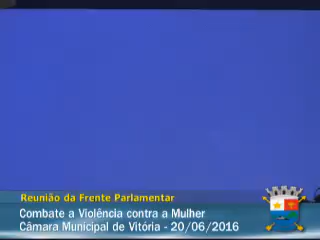 Reunião da Frente Parlamentar
Combate a Violência contra a Mulher
Câmara Municipal de Vitória - 20/06/2016